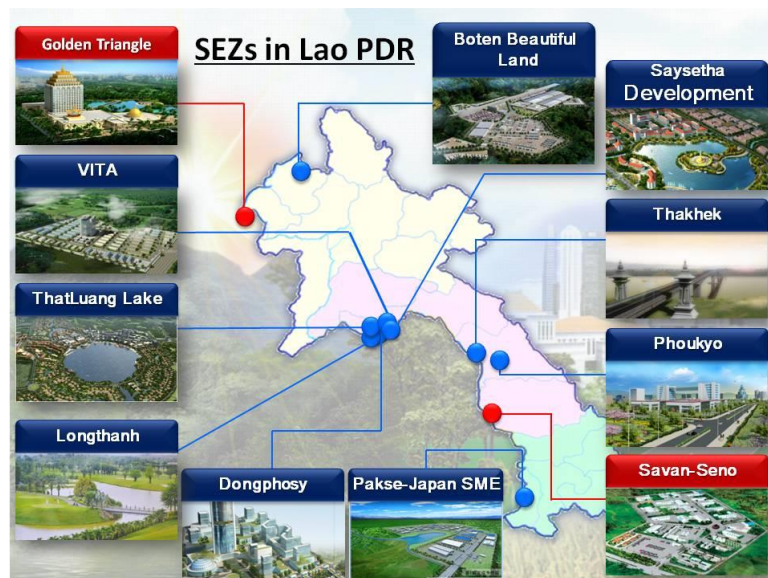 SEZs in Lao PDR
Golden Triangle
Boten Beautiful
Land
Saysetha
Development
VITA
Thakhek
ThatLuang Lake
Phoukyo
Longthanh
Dongphosy
Pakse-Japan SME
Savan-Seno